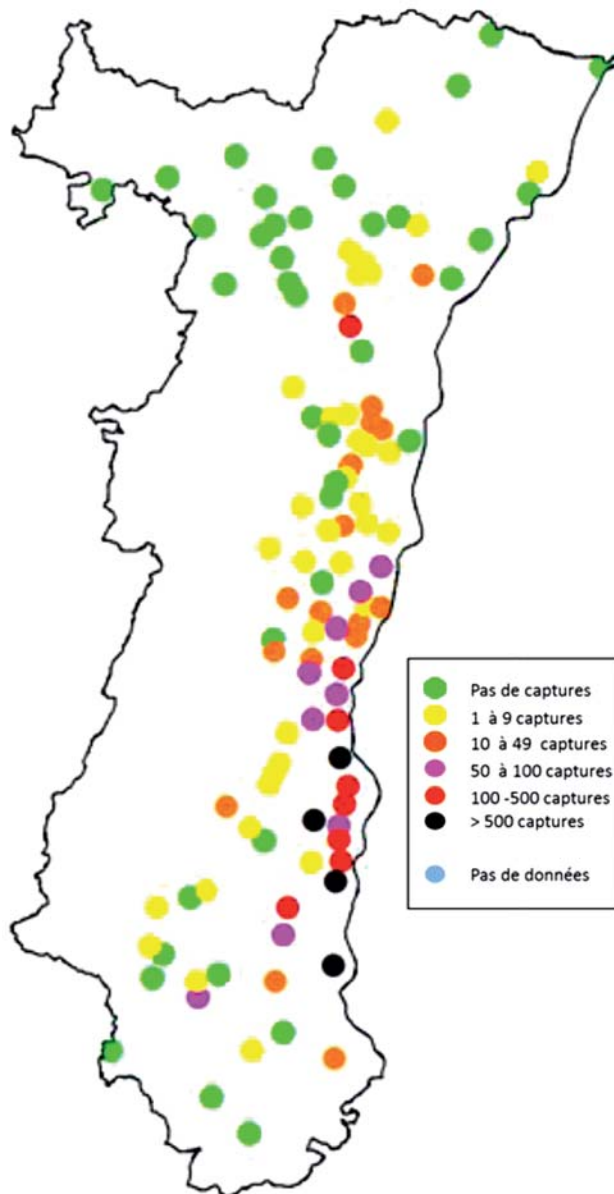 Pas de captures
1 à 9 captures
10 à 49 captures
50 à 100 captures
100 -500 captures
> 500 captures
Pas de données